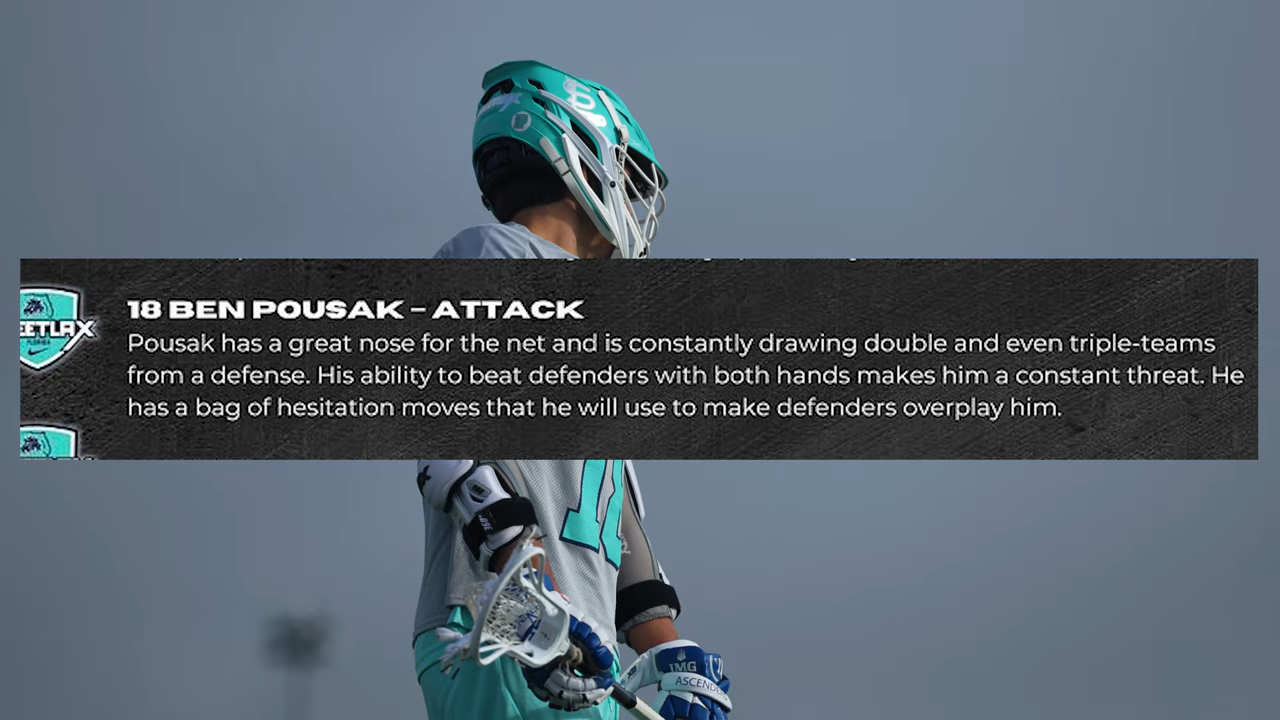 18 BEN POUSAK – ATTACK
Pousak has a great nose for the net and is constantly drawing double and even triple-teams
from a defense. His ability to beat defenders with both hands makes him a constant threat. He
has a bag of hesitation moves that he will use to make defenders overplay him.
FLORIDA
IMG
ASCEND